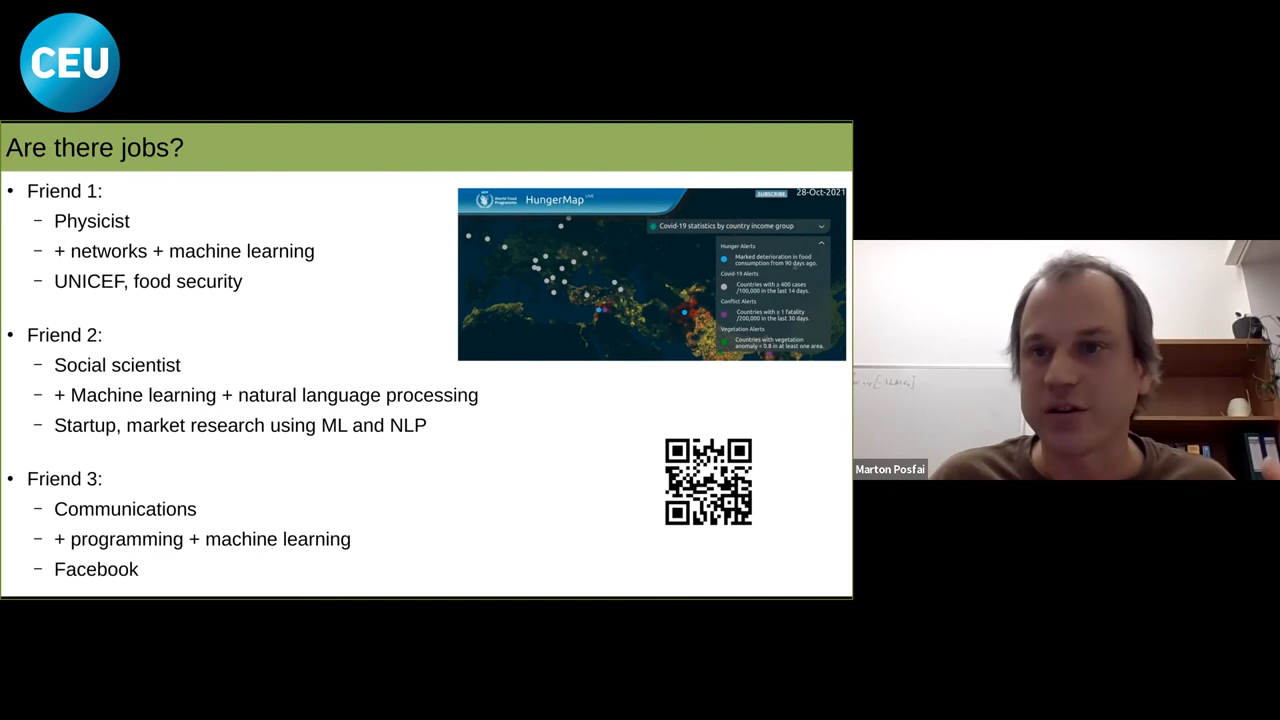 CEU
Are there jobs?
• Friend 1:
– Physicist
– + networks + machine learning
– UNICEF, food security
World Food
Programme
HungerMap LIVE
SUBSCRIBE
28-Oct-2021
Covid-19 statistics by country income group
Hunger Alerts
Marked deterioration in food
consumption from 90 days ago.
Covid-19 Alerts
Countries with ≥ 400 cases
/100,000 in the last 14 days.
Conflict Alerts
Countries with ≥ 1 fatality
/200,000 in the last 30 days.
Vegetation Alerts
Countries with vegetation
anomaly < 0.8 in at least one area.
• Friend 2:
– Social scientist
– + Machine learning + natural language processing
– Startup, market research using ML and NLP
• Friend 3:
– Communications
– + programming + machine learning
– Facebook
Marton Posfai